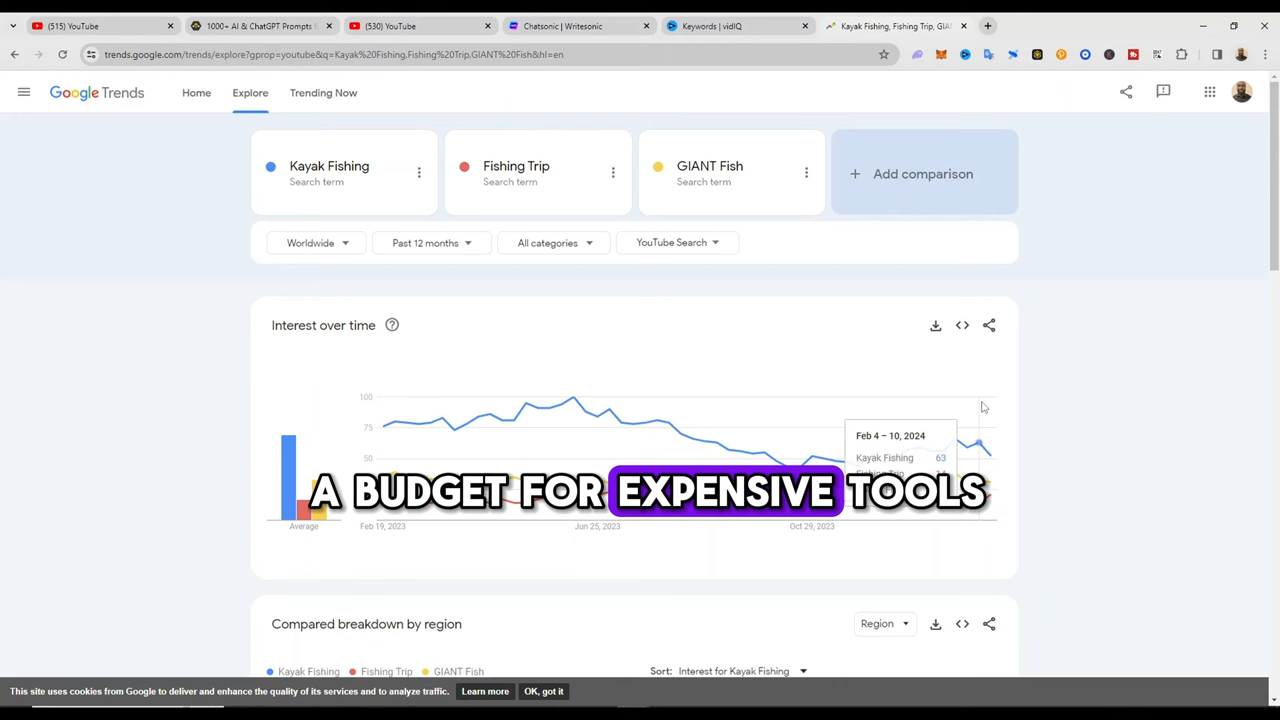 (515) YouTube
1000+ AI & ChatGPT Prompts f
(530) YouTube
Chatsonic | Writesonic
Keywords | vidIQ
Kayak Fishing, Fishing Trip, GIA
trends.google.com/trends/explore?gprop=youtube&q=Kayak%20Fishing,Fishing%20Trip,GIANT%20Fish&hl=en
Google Trends
Home
Explore
Trending Now
Kayak Fishing
Search term
Fishing Trip
Search term
GIANT Fish
Search term
+ Add comparison
Worldwide
Past 12 months
All categories
YouTube Search
Interest over time
100
75
50
Feb 4 – 10, 2024
Kayak Fishing 63
A BUDGET FOR EXPENSIVE TOOLS
Average
Feb 19, 2023
Jun 25, 2023
Oct 29, 2023
Compared breakdown by region
Region
Kayak Fishing
Fishing Trip
GIANT Fish
Sort: Interest for Kayak Fishing
This site uses cookies from Google to deliver and enhance the quality of its services and to analyze traffic.
Learn more
OK, got it